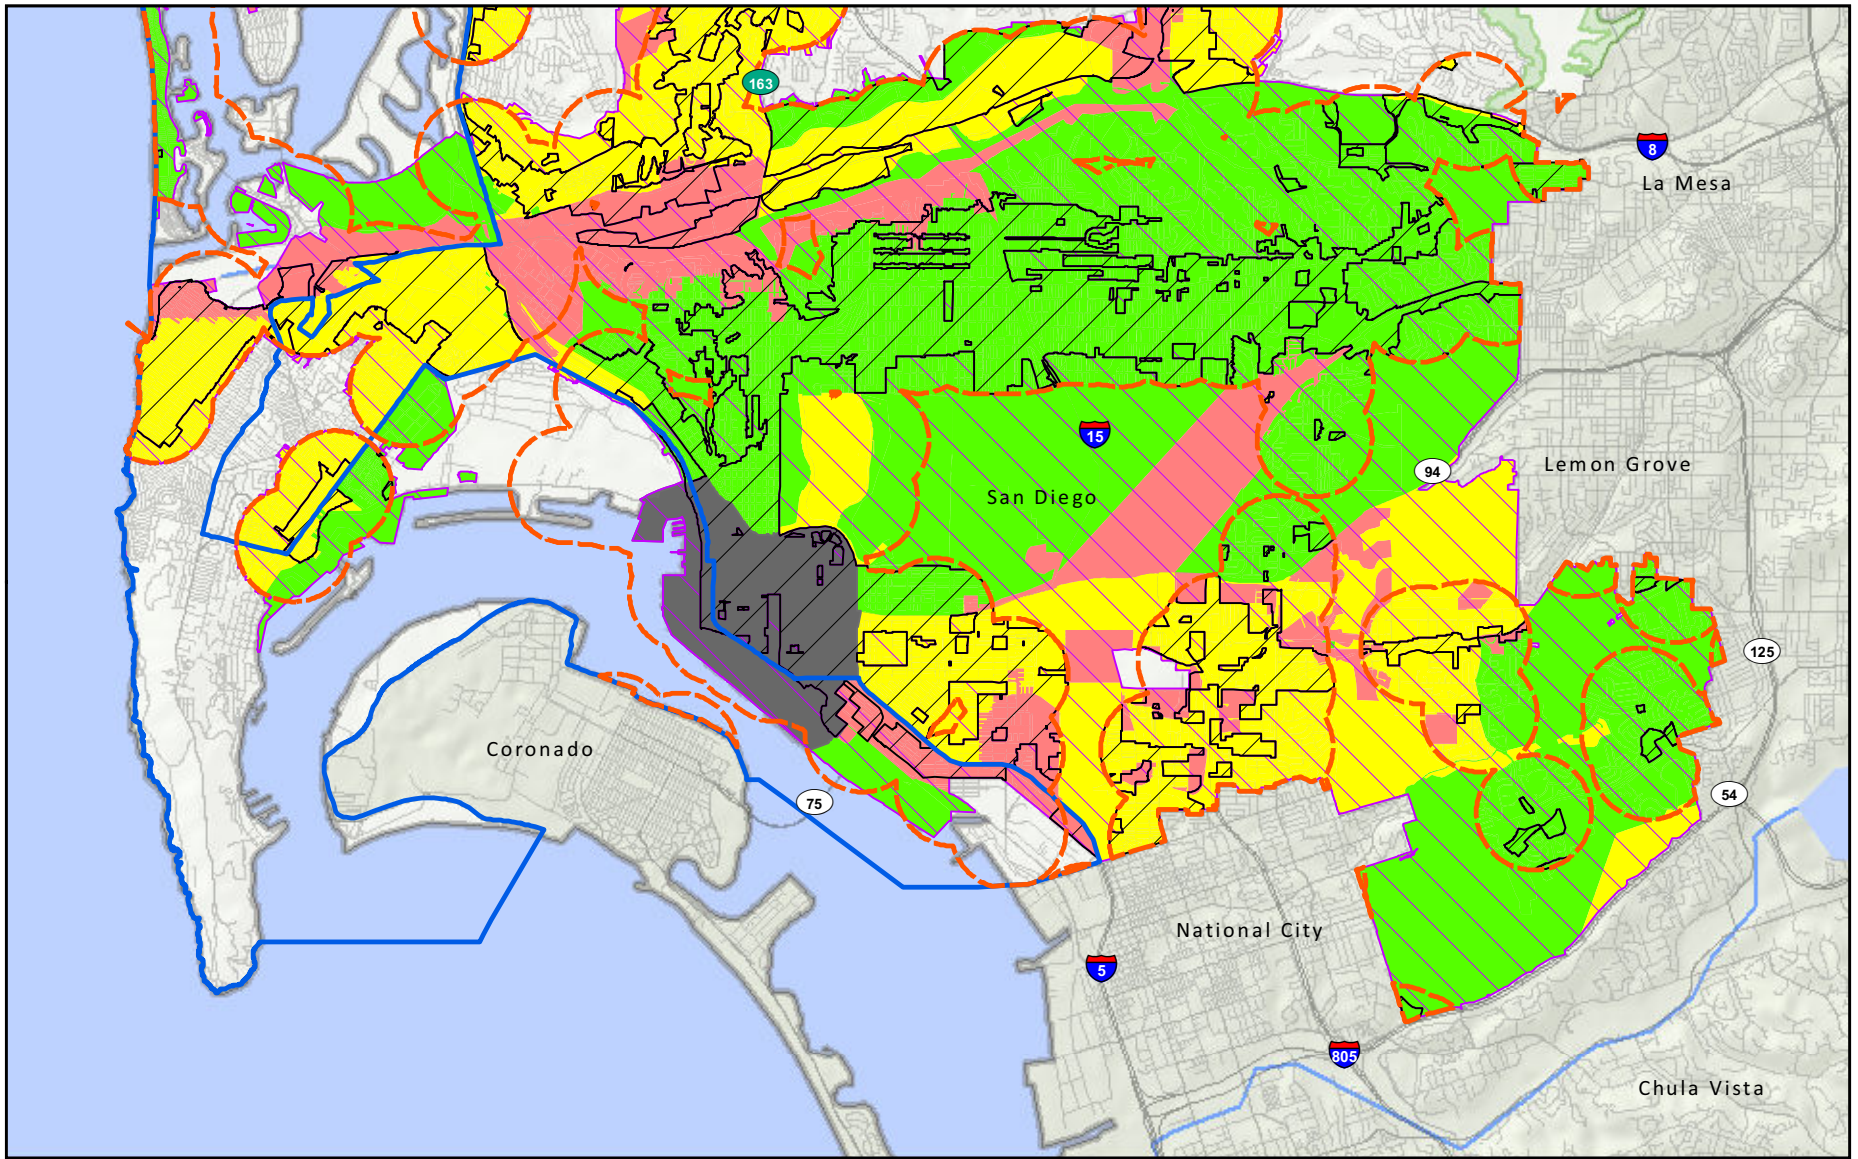 163
8
La Mesa
15
94
Lemon Grove
San Diego
125
Coronado
75
54
National City
5
805
Chula Vista